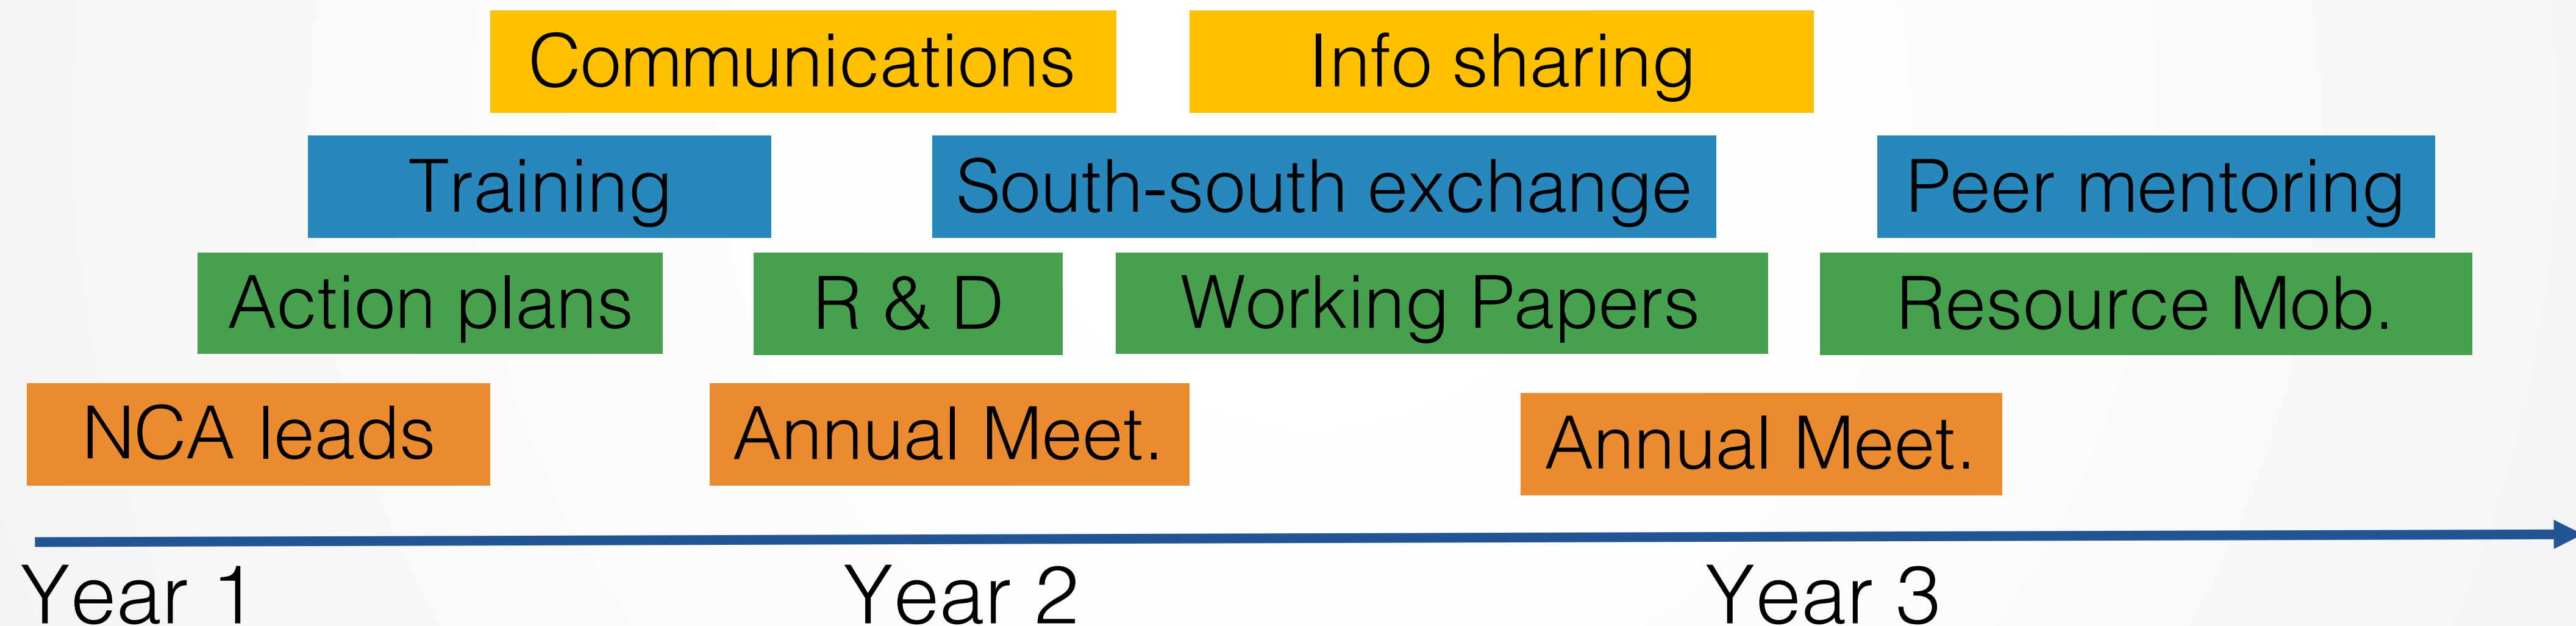 Communications
Info sharing
Training
South-south exchange
Peer mentoring
Action plans
R & D
Working Papers
Resource Mob.
NCA leads
Annual Meet.
Annual Meet.
Year 1
Year 2
Year 3